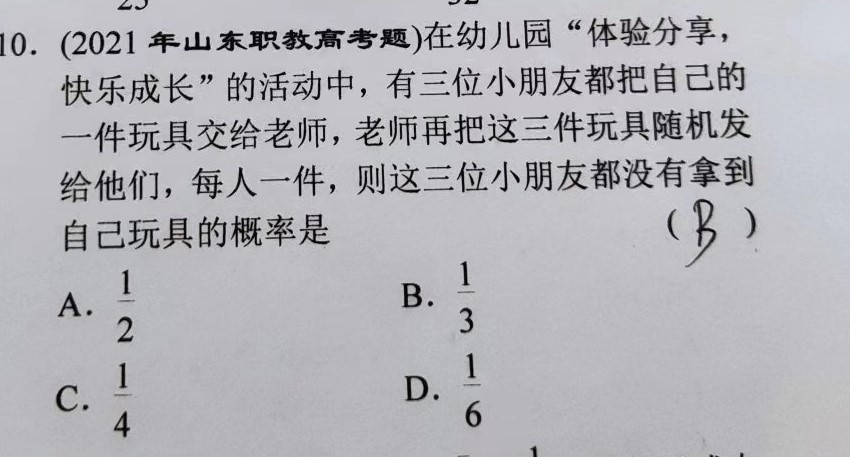 10. (2021 年山东职教高考题)在幼儿园“体验分享，
快乐成长”的活动中，有三位小朋友都把自己的
一件玩具交给老师，老师再把这三件玩具随机发
给他们，每人一件，则这三位小朋友都没有拿到
自己玩具的概率是 ( B )
A. 1/2 B. 1/3
C. 1/4 D. 1/6